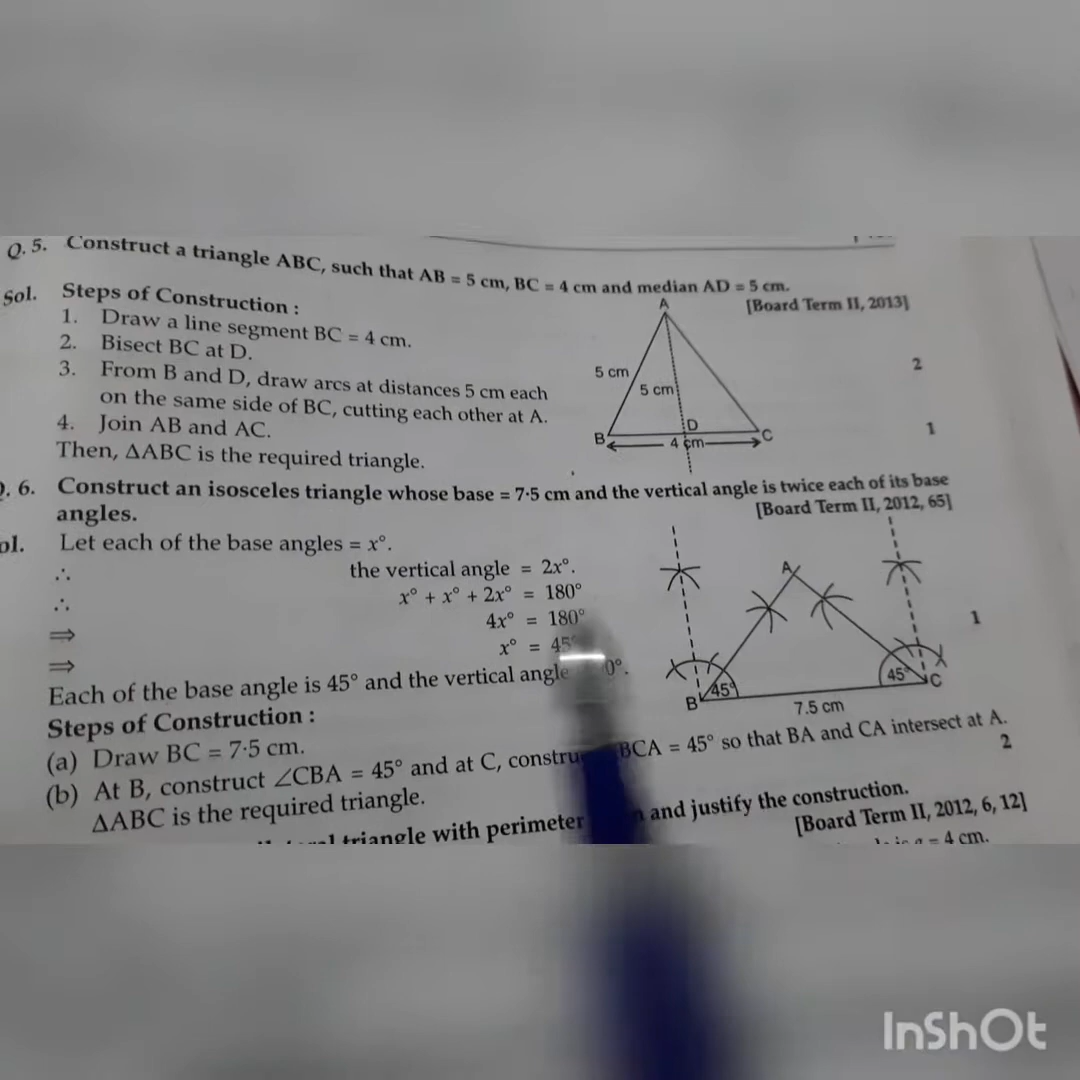 Q. 5. Construct a triangle ABC, such that AB = 5 cm, BC = 4 cm and median AD = 5 cm.
[Board Term II, 2013]
Sol. Steps of Construction :
1. Draw a line segment BC = 4 cm.
2. Bisect BC at D.
3. From B and D, draw arcs at distances 5 cm each
on the same side of BC, cutting each other at A.
4. Join AB and AC.
Then, ΔABC is the required triangle.
A
5 cm
5 cm
B
D
C
4 cm
2
1
. 6. Construct an isosceles triangle whose base = 7·5 cm and the vertical angle is twice each of its base
angles.
[Board Term II, 2012, 65]
ol. Let each of the base angles = x°.
∴ the vertical angle = 2x°.
∴ x° + x° + 2x° = 180°
⇒ 4x° = 180°
⇒ x° = 45°
Each of the base angle is 45° and the vertical angle 0°.
A
B
45°
45°
C
7.5 cm
1
Steps of Construction :
(a) Draw BC = 7·5 cm.
(b) At B, construct ∠CBA = 45° and at C, constru BCA = 45° so that BA and CA intersect at A.
ΔABC is the required triangle.
2
triangle with perimeter and justify the construction.
[Board Term II, 2012, 6, 12]
= 4 cm.
InShOt